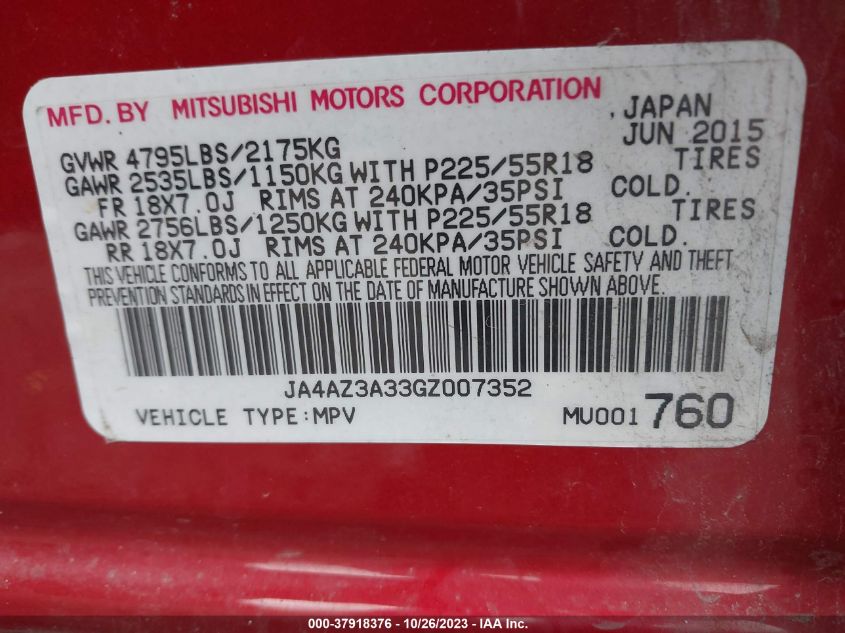 MFD. BY MITSUBISHI MOTORS CORPORATION
. JAPAN
JUN 2015
GVWR 4795LBS/2175KG
GAWR 2535LBS/1150KG WITH P225/55R18 TIRES
FR 18X7.0J RIMS AT 240KPA/35PSI COLD.
GAWR 2756LBS/1250KG WITH P225/55R18 TIRES
RR 18X7.0J RIMS AT 240KPA/35PSI COLD.
THIS VEHICLE CONFORMS TO ALL APPLICABLE FEDERAL MOTOR VEHICLE SAFETY AND THEFT
PREVENTION STANDARDS IN EFFECT ON THE DATE OF MANUFACTURE SHOWN ABOVE.
JA4AZ3A33GZ007352
VEHICLE TYPE:MPV MU001760
000-37918376 • 10/26/2023 • IAA Inc.